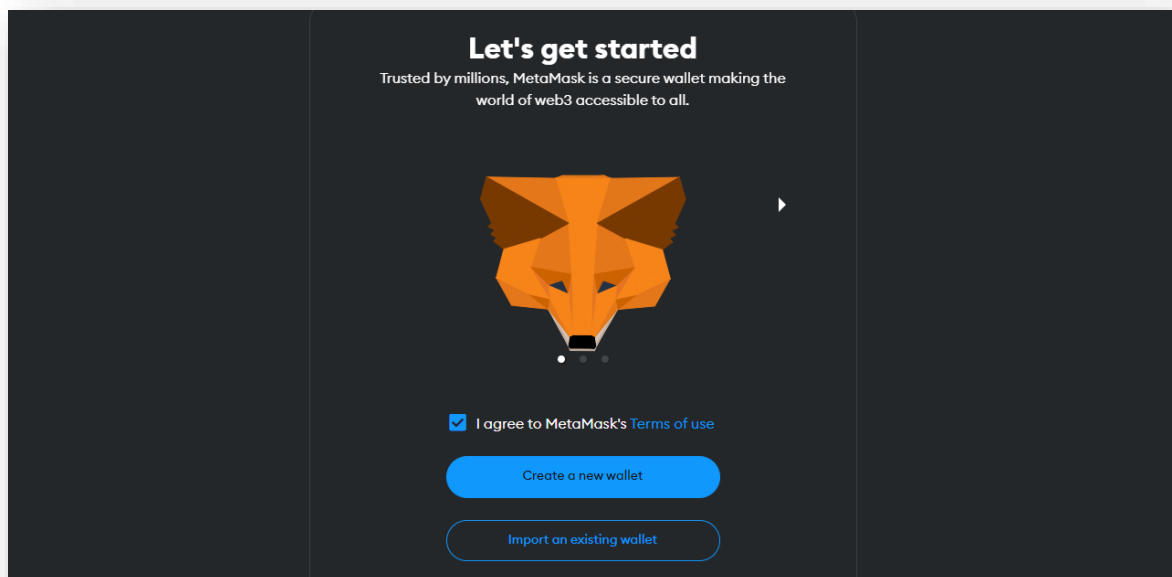 Let's get started
Trusted by millions, MetaMask is a secure wallet making the
world of web3 accessible to all.
I agree to MetaMask's Terms of use
Create a new wallet
Import an existing wallet